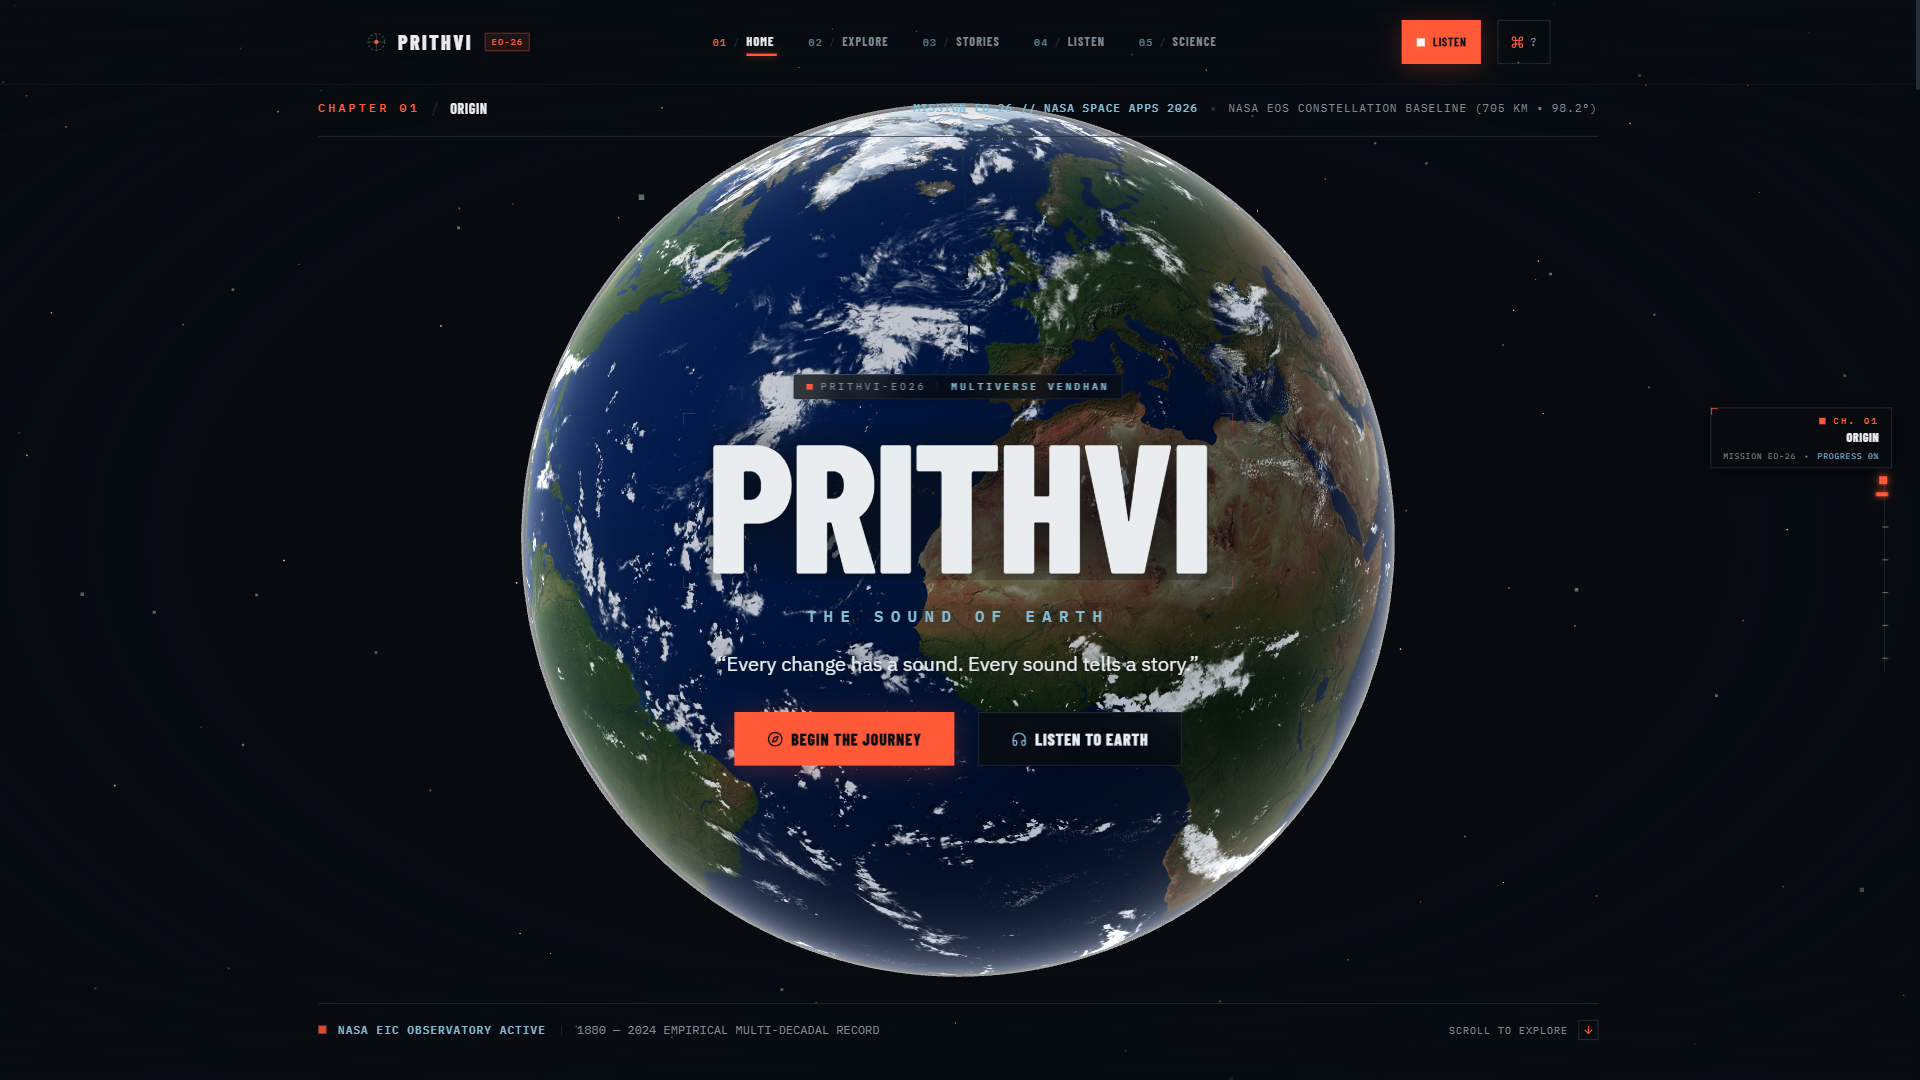 PRITHVI EO-26
01 / HOME 02 / EXPLORE 03 / STORIES 04 / LISTEN 05 / SCIENCE
LISTEN
⌘ ?
CHAPTER 01 / ORIGIN
MISSION EO-26 // NASA SPACE APPS 2026 • NASA EOS CONSTELLATION BASELINE (705 KM • 98.2°)
PRITHVI-EO26 | MULTIVERSE VENDHAN
PRITHVI
THE SOUND OF EARTH
“Every change has a sound. Every sound tells a story.”
BEGIN THE JOURNEY
LISTEN TO EARTH
CH. 01
ORIGIN
MISSION EO-26 • PROGRESS 0%
NASA EIC OBSERVATORY ACTIVE | 1880 — 2024 EMPIRICAL MULTI-DECADAL RECORD
SCROLL TO EXPLORE ↓